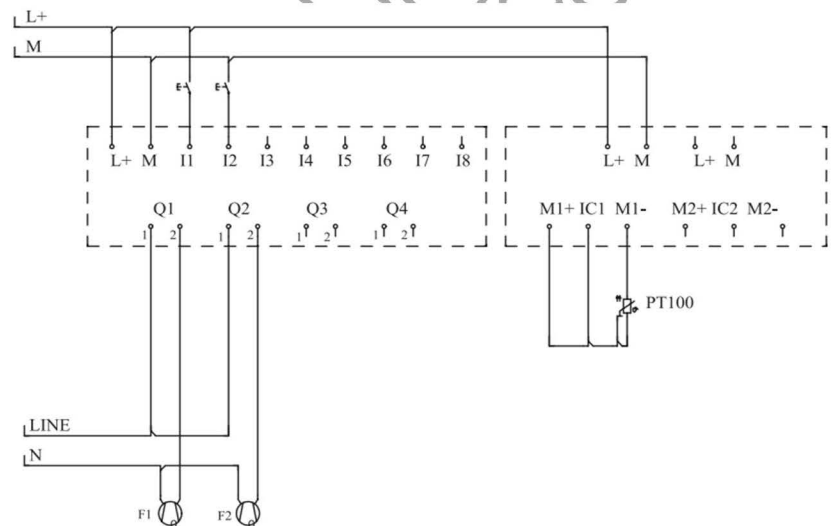 L+
M
L+ M I1 I2 I3 I4 I5 I6 I7 I8
L+ M L+ M
Q1 Q2 Q3 Q4
1 2 1 2 1 2 1 2
M1+ IC1 M1- M2+ IC2 M2-
PT100
LINE
N
F1 F2